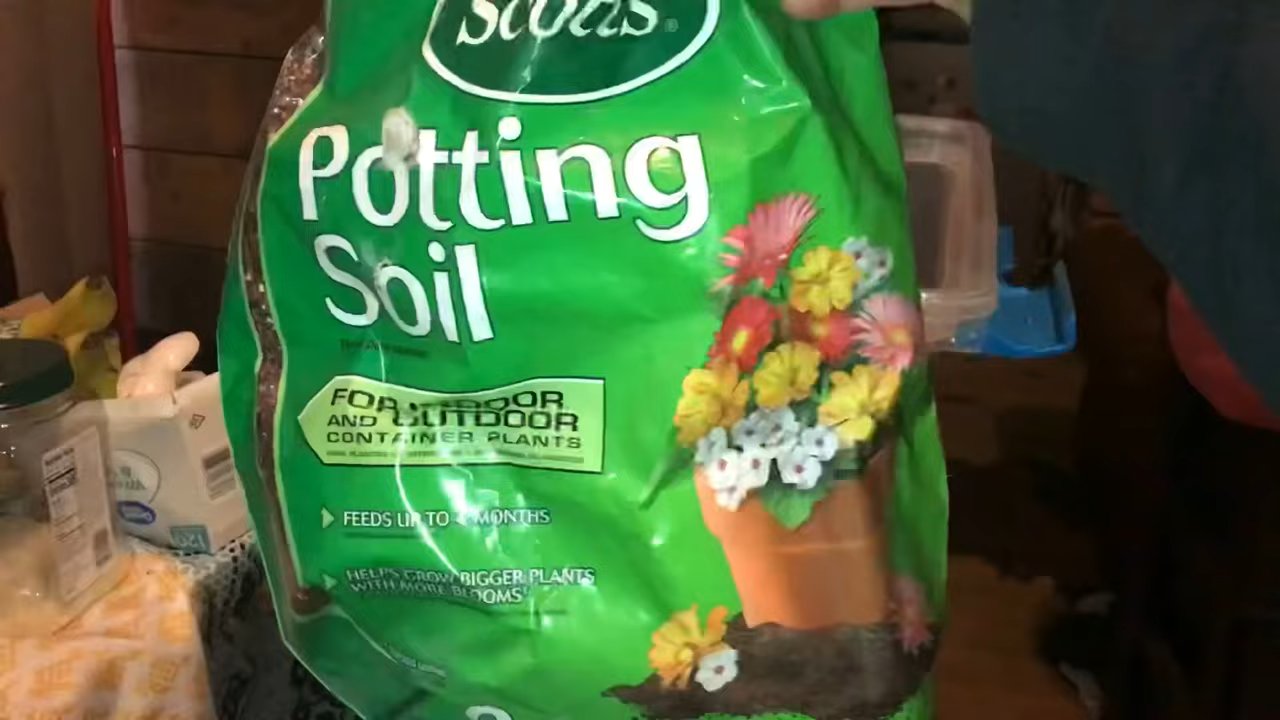 Scotts
Potting
Soil
FOR INDOOR
AND OUTDOOR
CONTAINER PLANTS
FEEDS UP TO MONTHS
HELPS GROW BIGGER PLANTS
WITH MORE BLOOMS